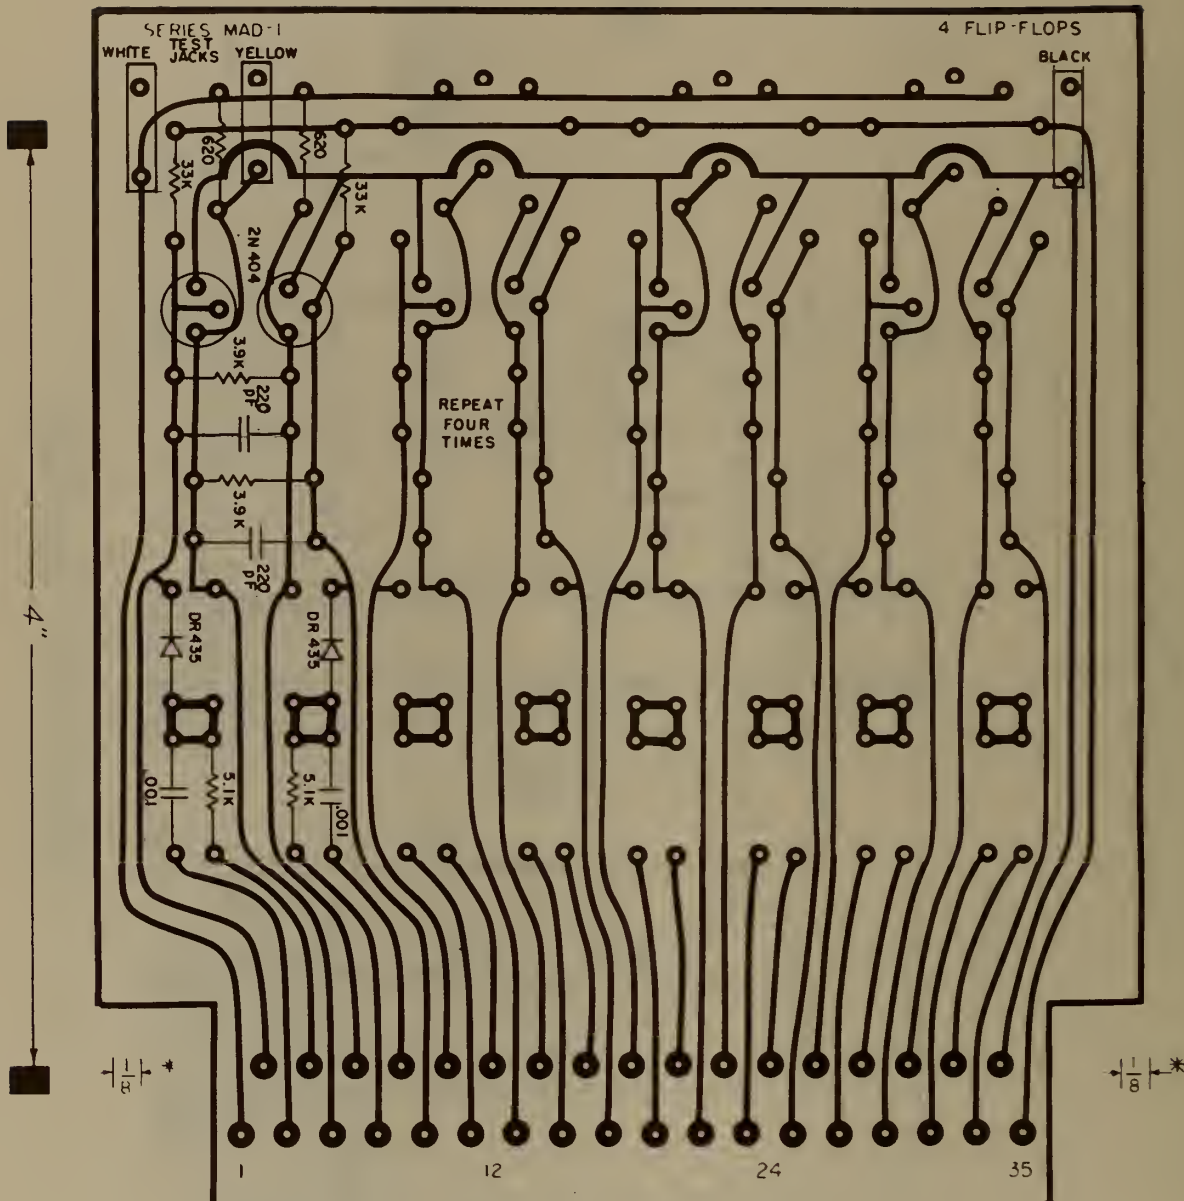 SERIES MAD-1
4 FLIP-FLOPS
WHITE
TEST
JACKS
YELLOW
BLACK
620
620
33K
33K
2N 404
3.9K
220
pF
REPEAT
FOUR
TIMES
3.9K
220
pF
DR 435
DR 435
.001
5.1K
5.1K
.001
4"
1/8 *
1/8 *
1
12
24
35